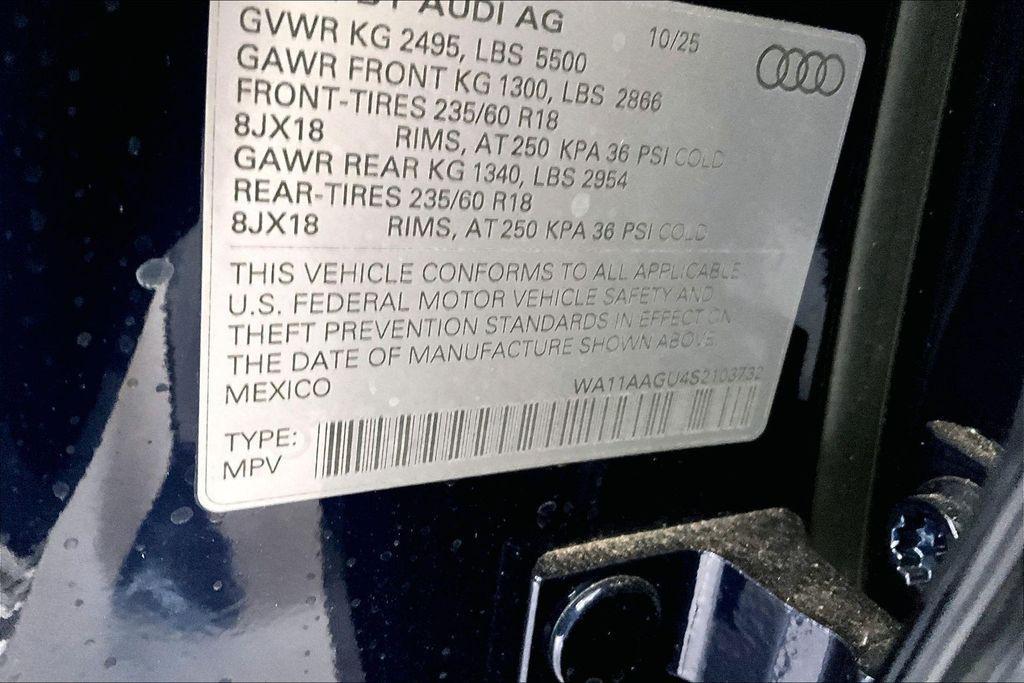 BY AUDI AG 10/25
GVWR KG 2495, LBS 5500
GAWR FRONT KG 1300, LBS 2866
FRONT-TIRES 235/60 R18
8JX18 RIMS, AT 250 KPA 36 PSI COLD
GAWR REAR KG 1340, LBS 2954
REAR-TIRES 235/60 R18
8JX18 RIMS, AT 250 KPA 36 PSI COLD
THIS VEHICLE CONFORMS TO ALL APPLICABLE
U.S. FEDERAL MOTOR VEHICLE SAFETY AND
THEFT PREVENTION STANDARDS IN EFFECT ON
THE DATE OF MANUFACTURE SHOWN ABOVE.
MEXICO WA11AAGU4S2103732
TYPE:
MPV